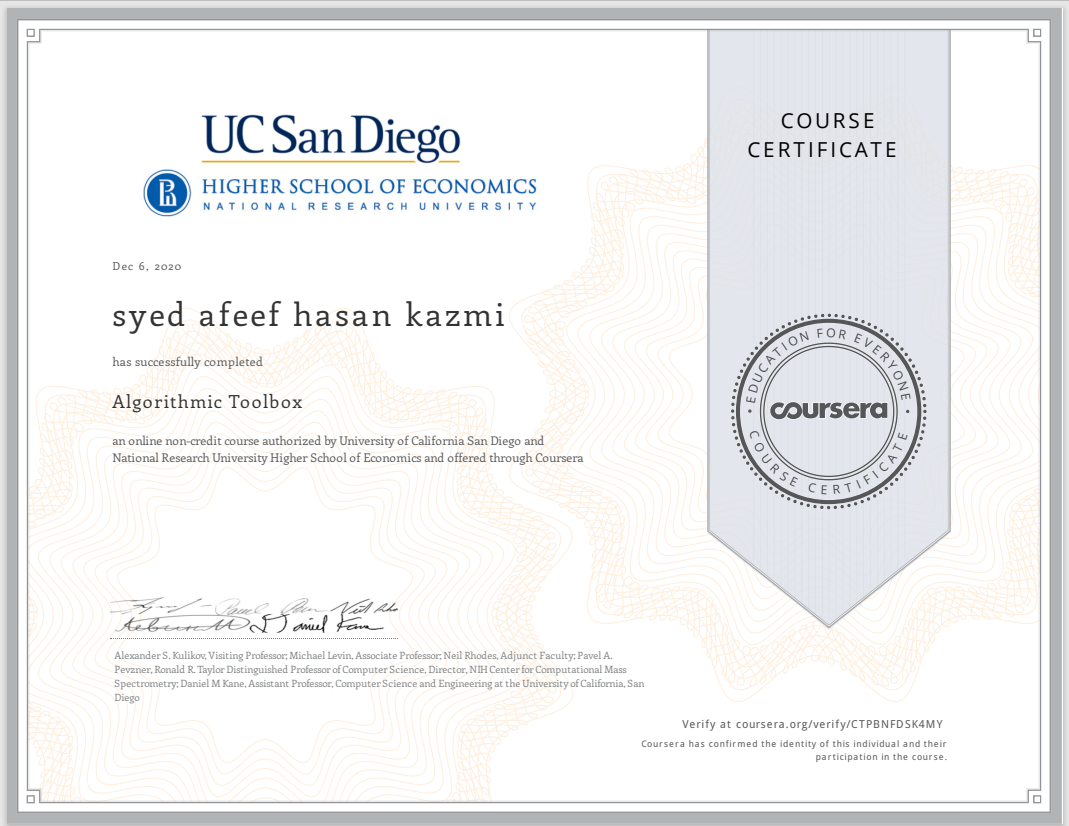 UC San Diego
HIGHER SCHOOL OF ECONOMICS
NATIONAL RESEARCH UNIVERSITY
COURSE
CERTIFICATE
Dec 6, 2020
syed afeef hasan kazmi
has successfully completed
Algorithmic Toolbox
an online non-credit course authorized by University of California San Diego and
National Research University Higher School of Economics and offered through Coursera
EDUCATION FOR EVERYONE
coursera
COURSE CERTIFICATE
Alexander S. Kulikov, Visiting Professor; Michael Levin, Associate Professor; Neil Rhodes, Adjunct Faculty; Pavel A.
Pevzner, Ronald R. Taylor Distinguished Professor of Computer Science, Director, NIH Center for Computational Mass
Spectrometry; Daniel M Kane, Assistant Professor, Computer Science and Engineering at the University of California, San
Diego
Verify at coursera.org/verify/CTPBNFDSK4MY
Coursera has confirmed the identity of this individual and their
participation in the course.